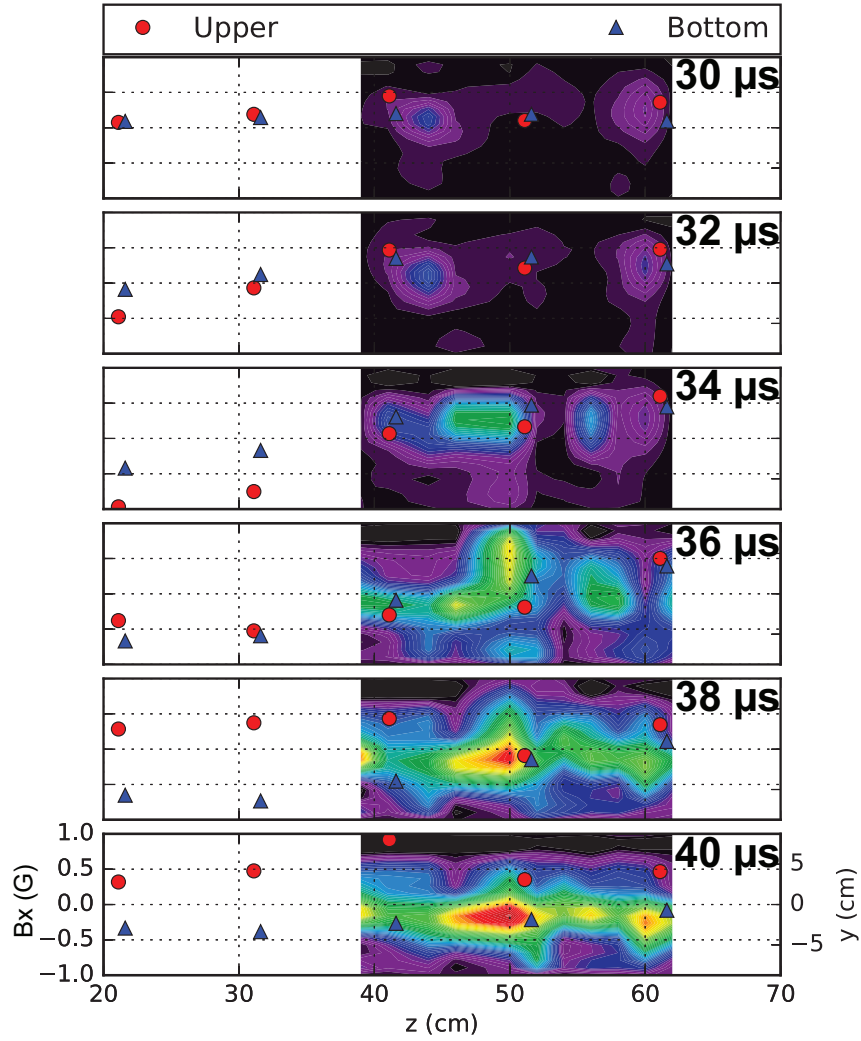 Upper Bottom
30 µs
32 µs
34 µs
36 µs
38 µs
40 µs
1.0
0.5
0.0
−0.5
−1.0
Bx (G)
5
0
−5
y (cm)
20 30 40 50 60 70
z (cm)